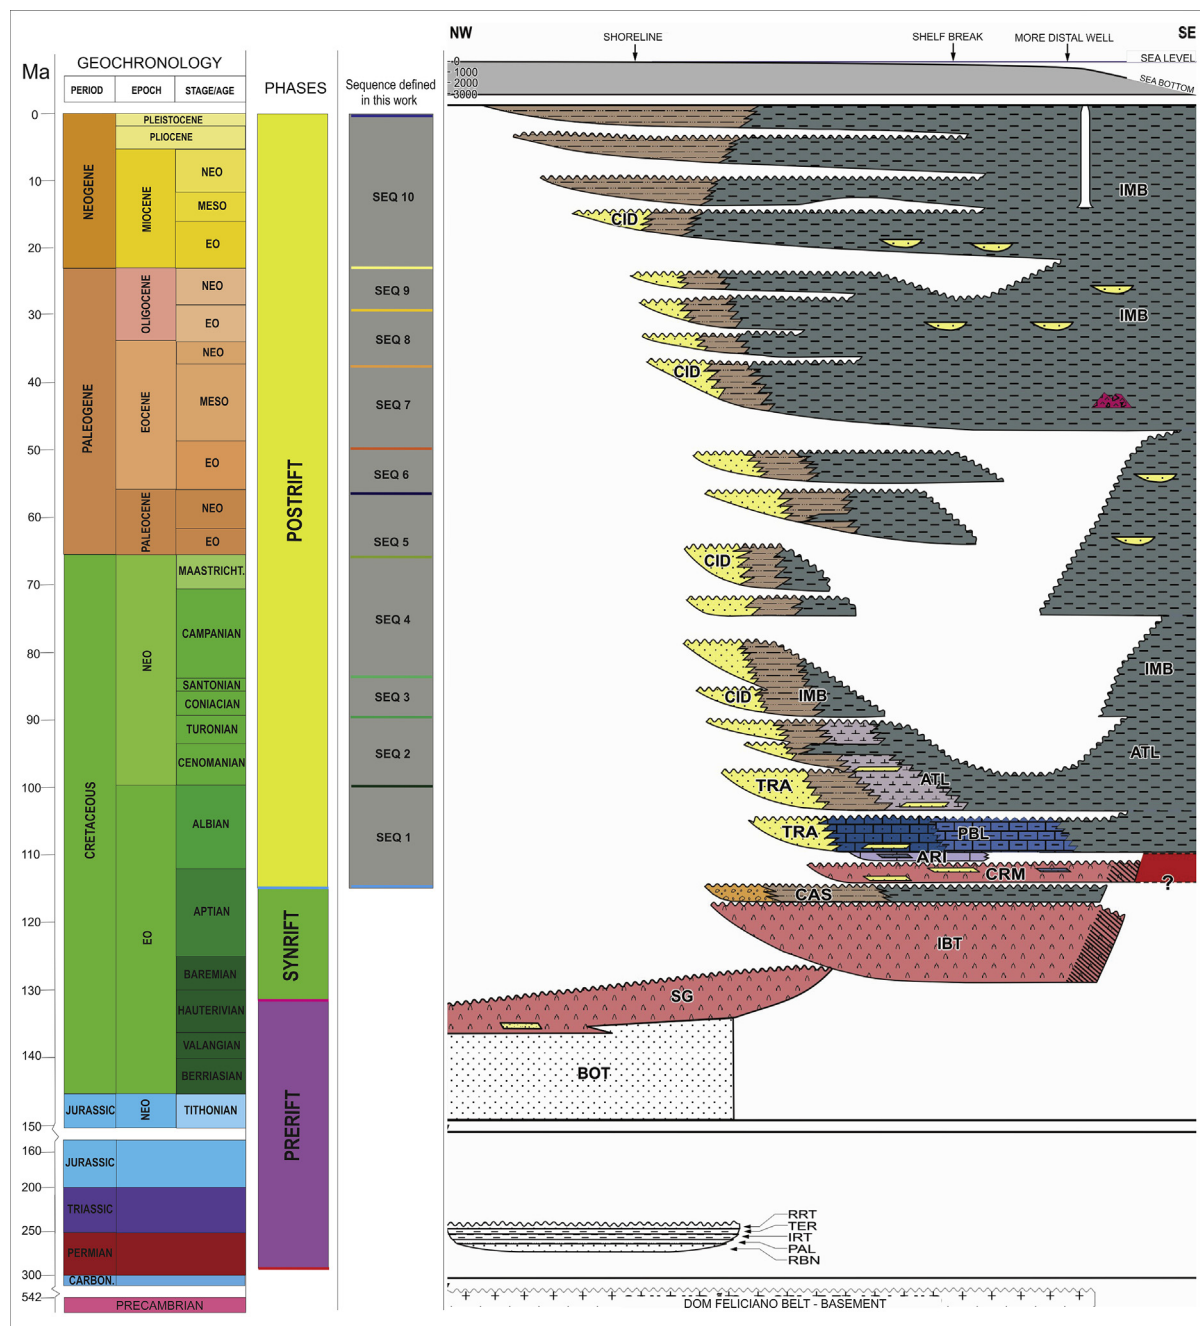 NW
SE
SHORELINE
SHELF BREAK
MORE DISTAL WELL
SEA LEVEL
SEA BOTTOM
0
1000
2000
3000
Ma
GEOCHRONOLOGY
PERIOD
EPOCH
STAGE/AGE
PHASES
Sequence defined
in this work
0
10
20
30
40
50
60
70
80
90
100
110
120
130
140
150
160
200
250
300
542
NEOGENE
PALEOGENE
CRETACEOUS
JURASSIC
JURASSIC
TRIASSIC
PERMIAN
CARBON.
PRECAMBRIAN
PLEISTOCENE
PLIOCENE
MIOCENE
OLIGOCENE
EOCENE
PALEOCENE
NEO
EO
NEO
NEO
MESO
EO
NEO
EO
NEO
MESO
EO
NEO
EO
MAASTRICHT.
CAMPANIAN
SANTONIAN
CONIACIAN
TURONIAN
CENOMANIAN
ALBIAN
APTIAN
BAREMIAN
HAUTERIVIAN
VALANGIAN
BERRIASIAN
TITHONIAN
POSTRIFT
SYNRIFT
PRERIFT
SEQ 10
SEQ 9
SEQ 8
SEQ 7
SEQ 6
SEQ 5
SEQ 4
SEQ 3
SEQ 2
SEQ 1
IMB
CID
IMB
CID
CID
IMB
CID
IMB
ATL
TRA
ATL
TRA
PBL
ARI
CRM
?
CAS
IBT
SG
BOT
RRT
TER
IRT
PAL
RBN
DOM FELICIANO BELT - BASEMENT